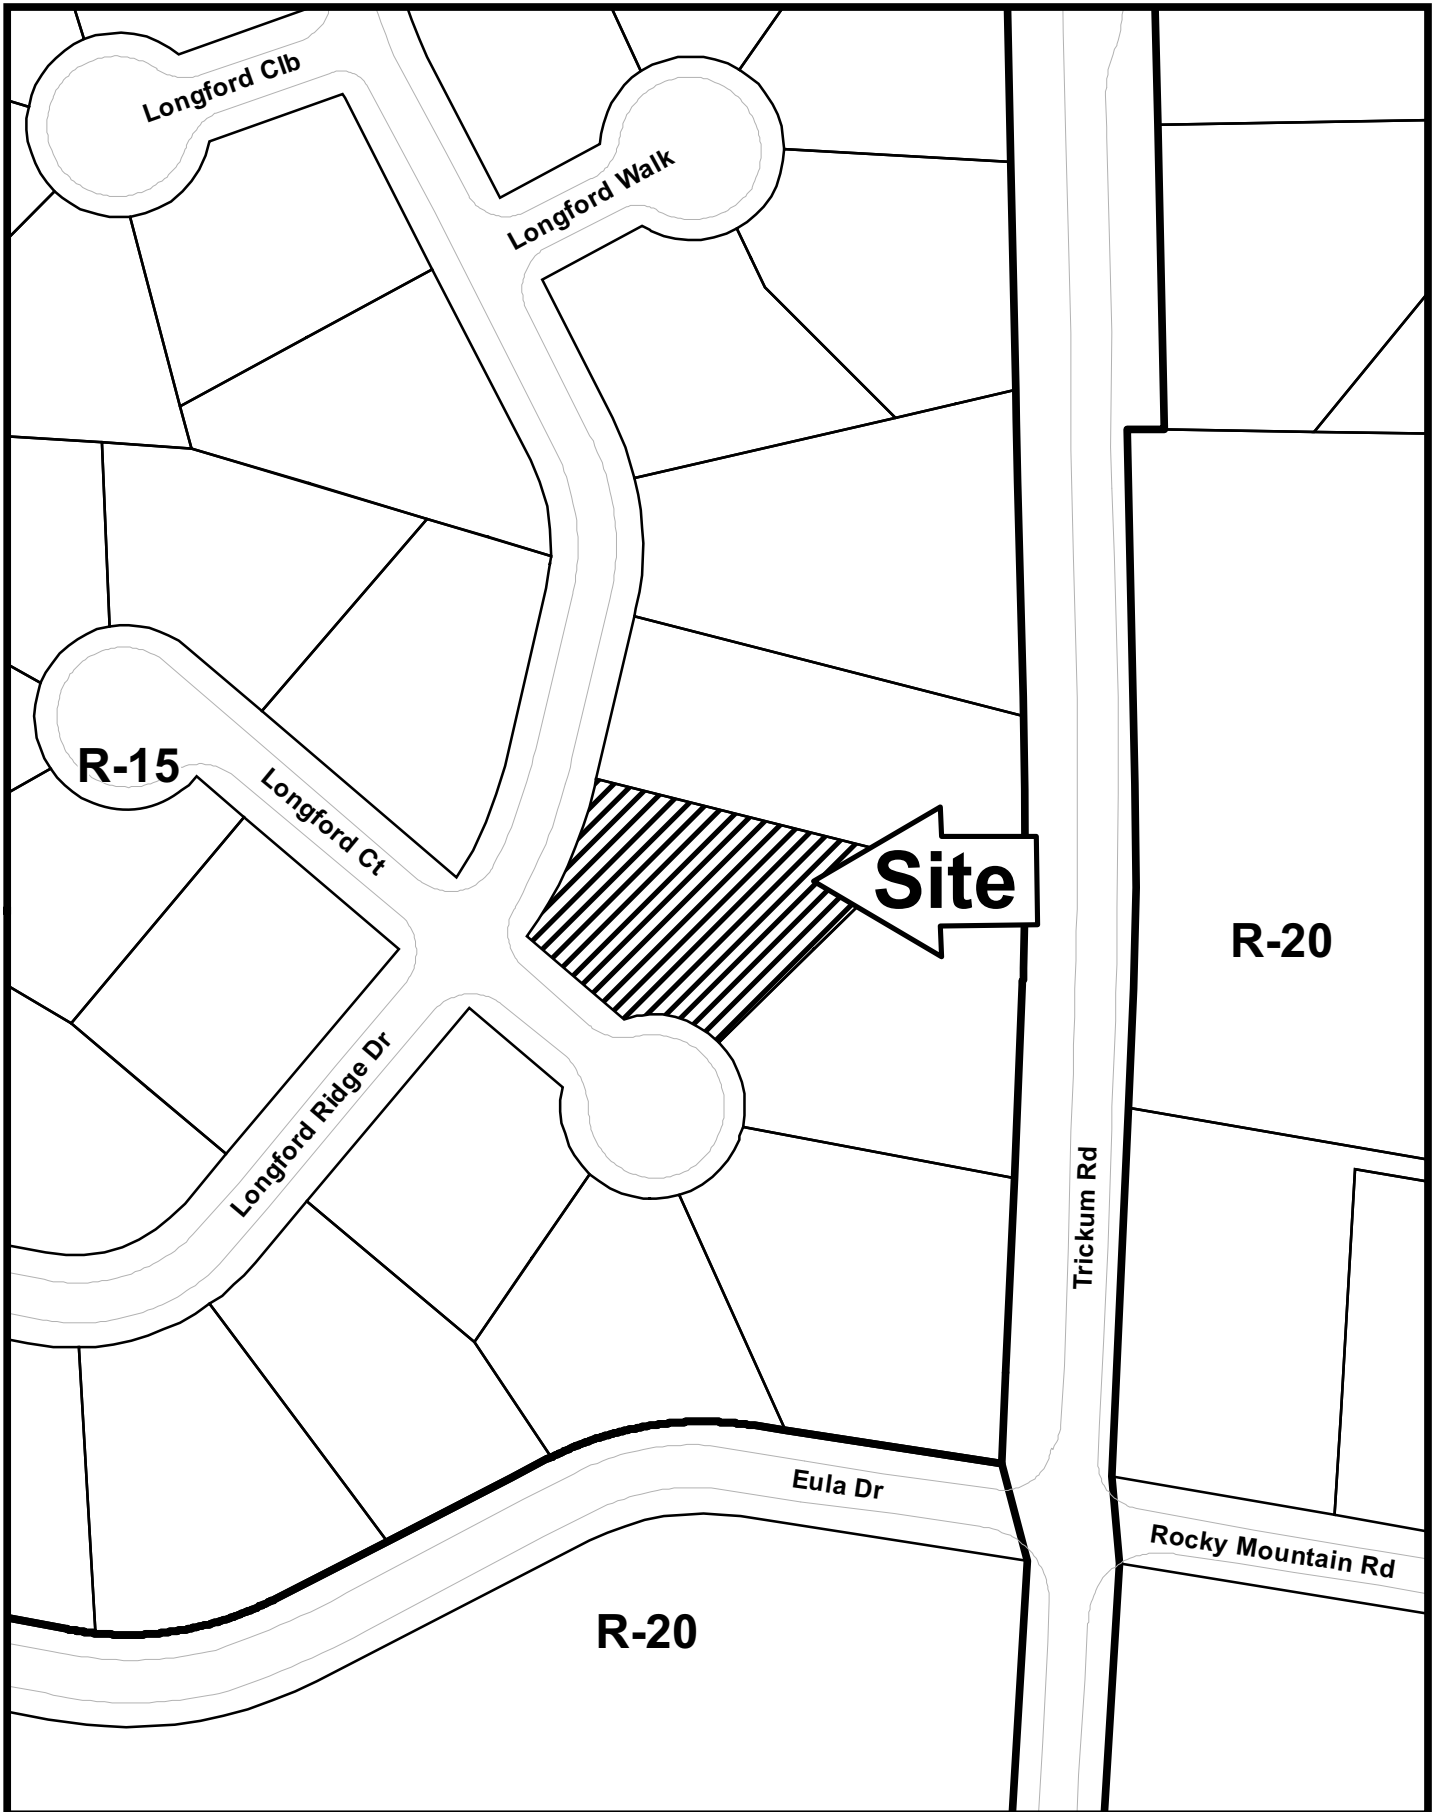 Longford Clb
Longford Walk
R-15
Longford Ct
Site
R-20
Longford Ridge Dr
Trickum Rd
Eula Dr
Rocky Mountain Rd
R-20